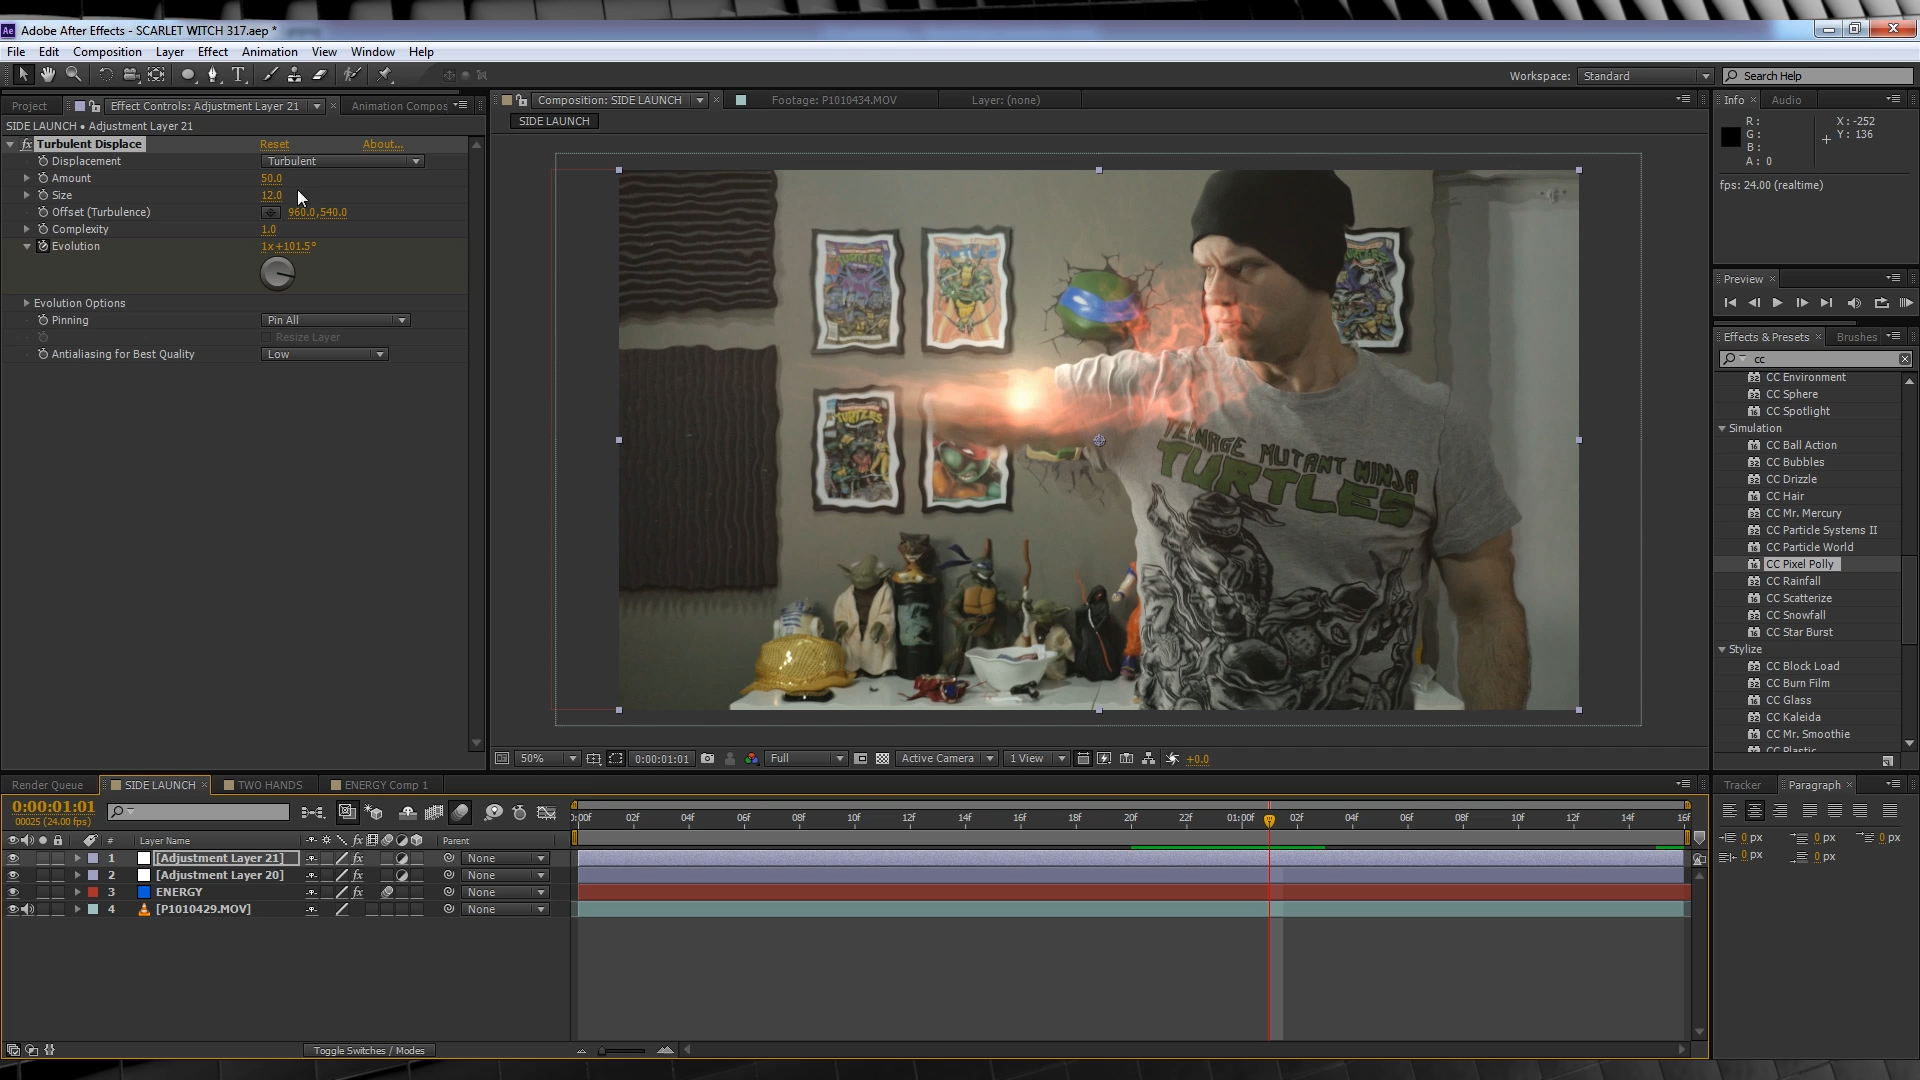 Adobe After Effects - SCARLET WITCH 317.aep *
File Edit Composition Layer Effect Animation View Window Help
Workspace: Standard Search Help
Project Effect Controls: Adjustment Layer 21 Animation Compos
SIDE LAUNCH • Adjustment Layer 21
fx Turbulent Displace Reset About...
Displacement Turbulent
Amount 50.0
Size 12.0
Offset (Turbulence) 960.0,540.0
Complexity 1.0
Evolution 1x+101.5°
Evolution Options
Pinning Pin All
Resize Layer
Antialiasing for Best Quality Low
Composition: SIDE LAUNCH Footage: P1010434.MOV Layer: (none)
SIDE LAUNCH
TURTLES
TEENAGE MUTANT NINJA
TURTLES
50% 0:00:01:01 Full Active Camera 1 View +0.0
Info Audio
R : X : -252
G : Y : 136
B :
A : 0
fps: 24.00 (realtime)
Preview
Effects & Presets Brushes
cc
CC Environment
CC Sphere
CC Spotlight
Simulation
CC Ball Action
CC Bubbles
CC Drizzle
CC Hair
CC Mr. Mercury
CC Particle Systems II
CC Particle World
CC Pixel Polly
CC Rainfall
CC Scatterize
CC Snowfall
CC Star Burst
Stylize
CC Block Load
CC Burn Film
CC Glass
CC Kaleida
CC Mr. Smoothie
CC Plastic
Render Queue SIDE LAUNCH TWO HANDS ENERGY Comp 1
0:00:01:01
00025 (24.00 fps)
# Layer Name Parent
1 [Adjustment Layer 21] fx None
2 [Adjustment Layer 20] fx None
3 ENERGY fx None
4 [P1010429.MOV] None
:00f 02f 04f 06f 08f 10f 12f 14f 16f 18f 20f 22f 01:00f 02f 04f 06f 08f 10f 12f 14f 16f
Toggle Switches / Modes
Tracker Paragraph
0 px 0 px 0 px
0 px 0 px